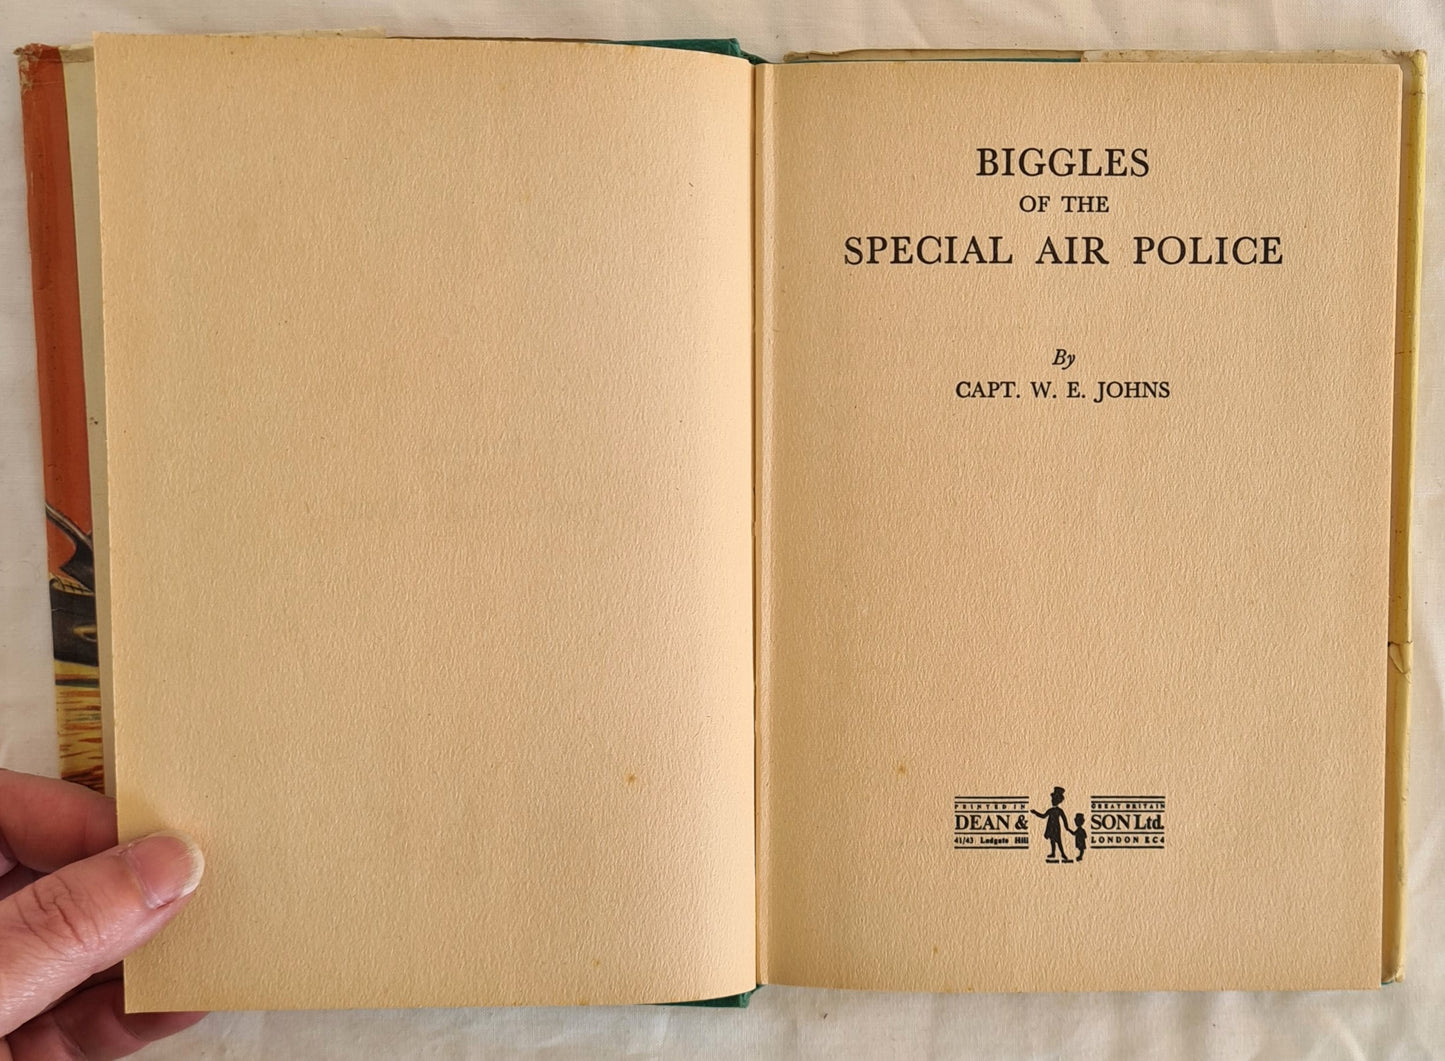 BIGGLES
OF THE
SPECIAL AIR POLICE
By
CAPT. W. E. JOHNS
PRINTED IN GREAT BRITAIN
DEAN & SON Ltd.
41/43 Ludgate Hill LONDON EC4